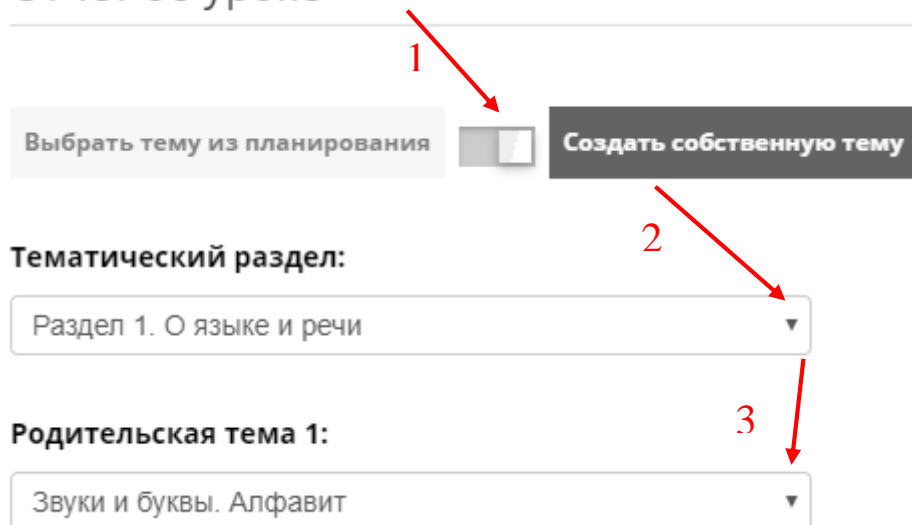 1
Выбрать тему из планирования
Создать собственную тему
2
Тематический раздел:
Раздел 1. О языке и речи
3
Родительская тема 1:
Звуки и буквы. Алфавит